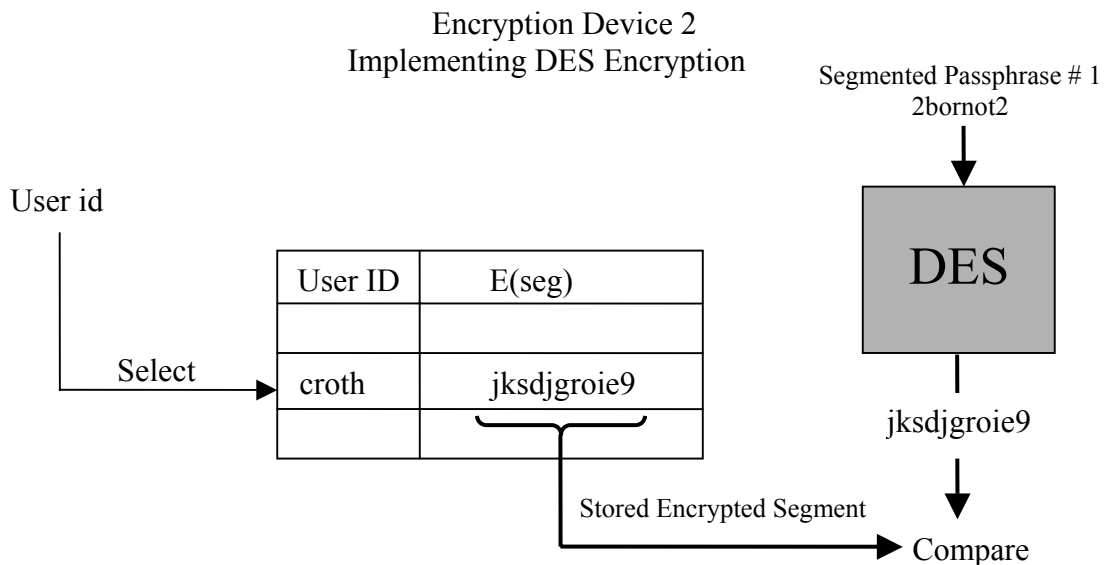 Encryption Device 2
Implementing DES Encryption
Segmented Passphrase # 1
2bornot2
User id
DES
User ID E(seg)
Select
croth jksdjgroie9
jksdjgroie9
Stored Encrypted Segment
Compare